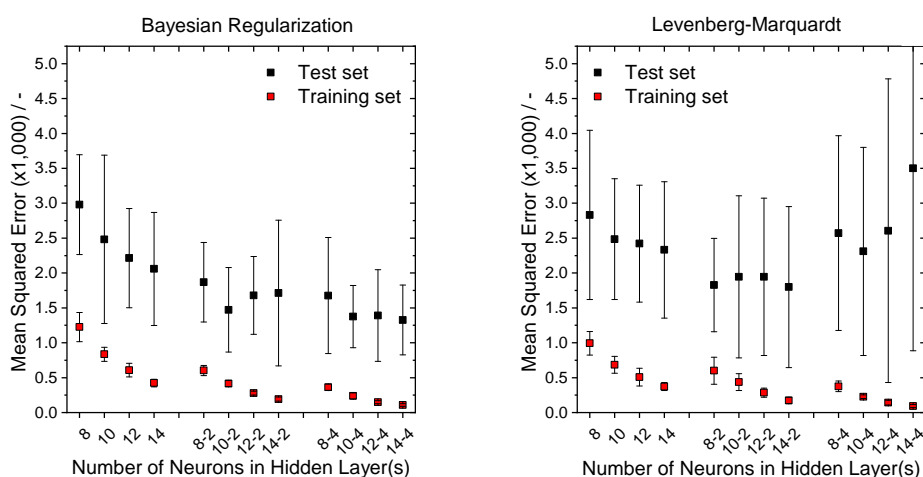 Bayesian Regularization
Mean Squared Error (x1,000) / -
5.0
4.5
4.0
3.5
3.0
2.5
2.0
1.5
1.0
0.5
0.0
Test set
Training set
8 10 12 14 8-2 10-2 12-2 14-2 8-4 10-4 12-4 14-4
Number of Neurons in Hidden Layer(s)
Levenberg-Marquardt
Mean Squared Error (x1,000) / -
5.0
4.5
4.0
3.5
3.0
2.5
2.0
1.5
1.0
0.5
0.0
Test set
Training set
8 10 12 14 8-2 10-2 12-2 14-2 8-4 10-4 12-4 14-4
Number of Neurons in Hidden Layer(s)